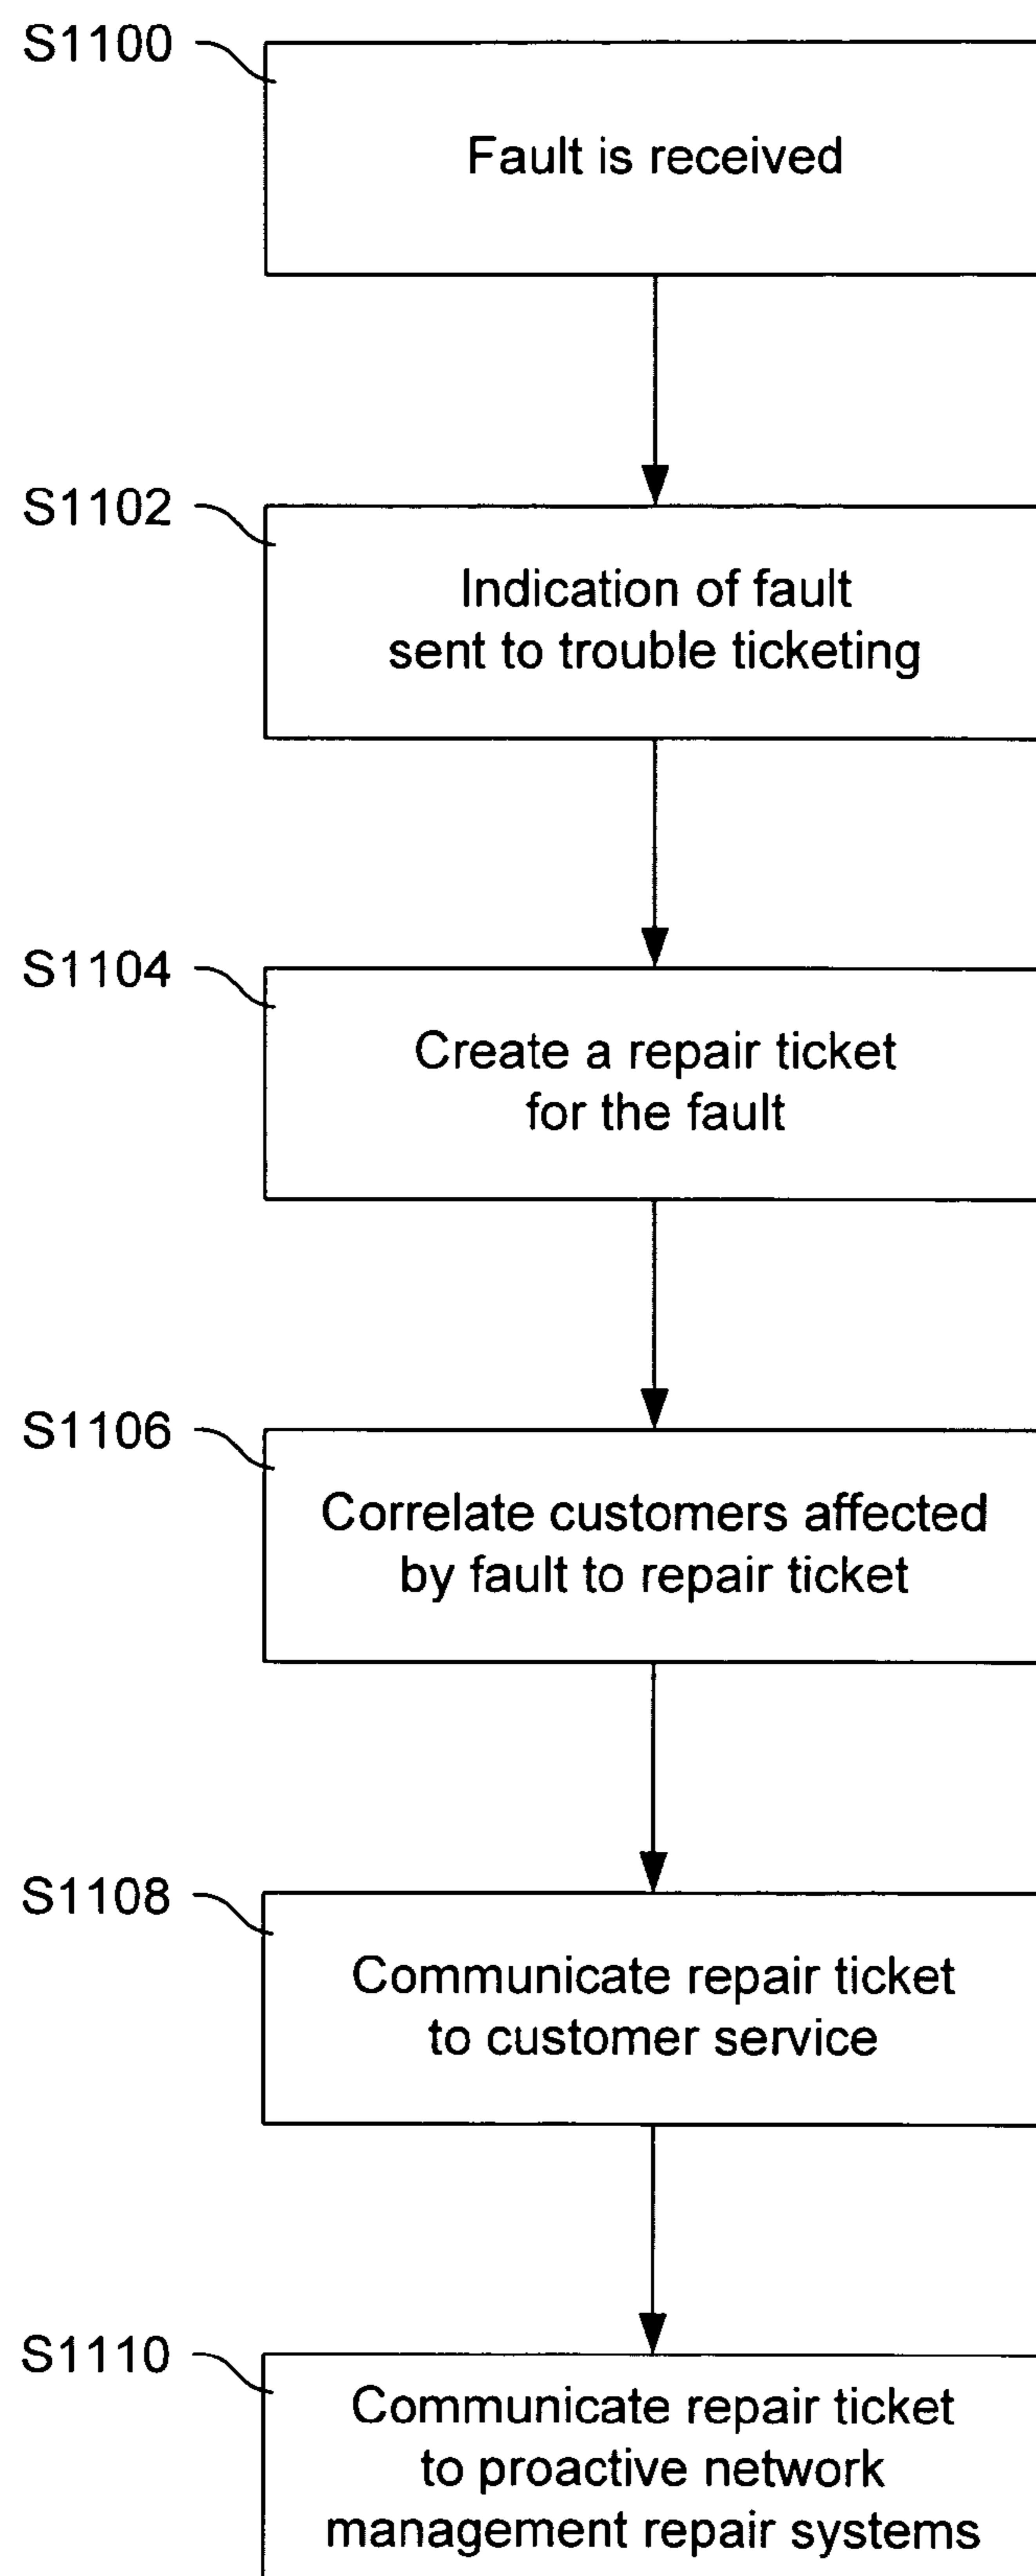 S1100
Fault is received
S1102
Indication of fault
sent to trouble ticketing
S1104
Create a repair ticket
for the fault
S1106
Correlate customers affected
by fault to repair ticket
S1108
Communicate repair ticket
to customer service
S1110
Communicate repair ticket
to proactive network
management repair systems